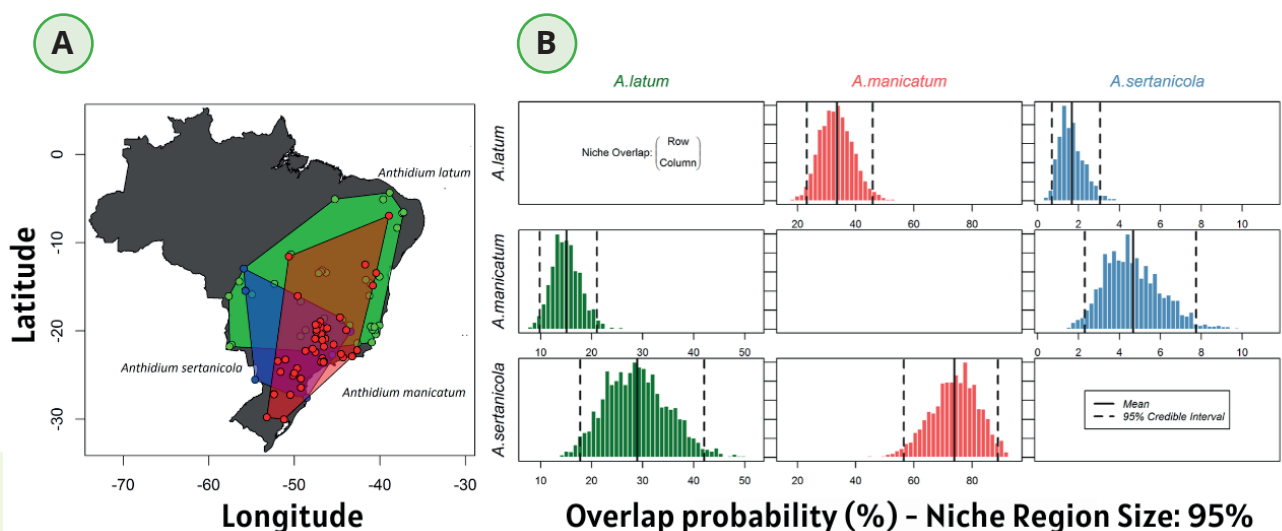 A
B
A.latum
A.manicatum
A.sertanicola
Anthidium latum
Anthidium sertanicolo
Anthidium manicatum
Latitude
0
-10
-20
-30
-70
-60
-50
-40
-30
Longitude
A.latum
Niche Overlap: (Row
Column)
20
40
60
80
0
2
4
6
8
10
A.manicatum
10
20
30
40
50
0
2
4
6
8
10
A.sertanicola
10
20
30
40
50
20
40
60
80
Mean
95% Credible Interval
Overlap probability (%) - Niche Region Size: 95%